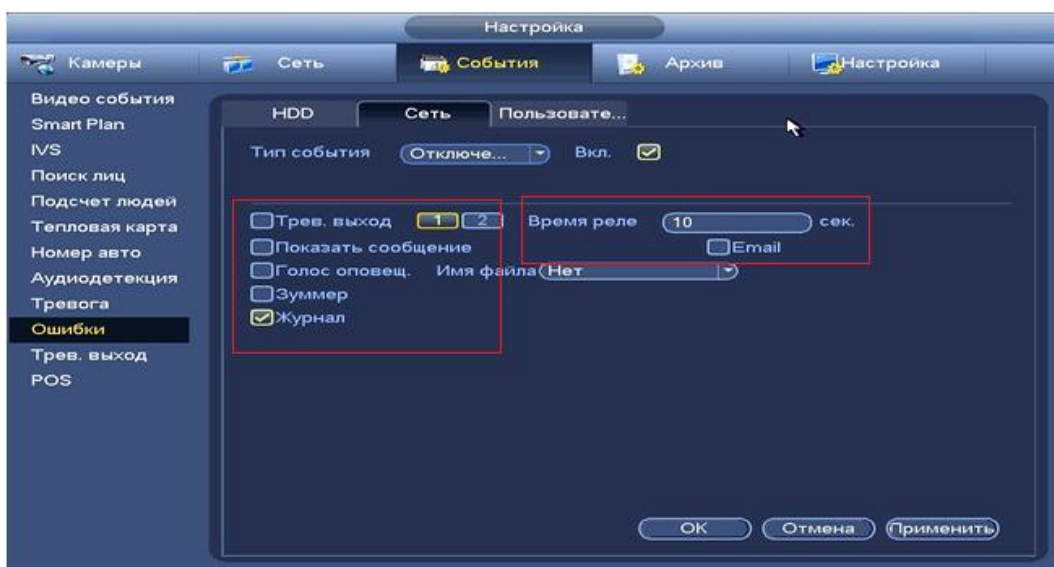 Настройка
Камеры Сеть События Архив Настройка
Видео события
Smart Plan
IVS
Поиск лиц
Подсчет людей
Тепловая карта
Номер авто
Аудиодетекция
Тревога
Ошибки
Трев. выход
POS
HDD Сеть Пользовате...
Тип события Отключе... Вкл.
Трев. выход 1 2 Время реле 10 сек.
Показать сообщение Email
Голос оповещ. Имя файла Нет
Зуммер
Журнал
OK Отмена Применить